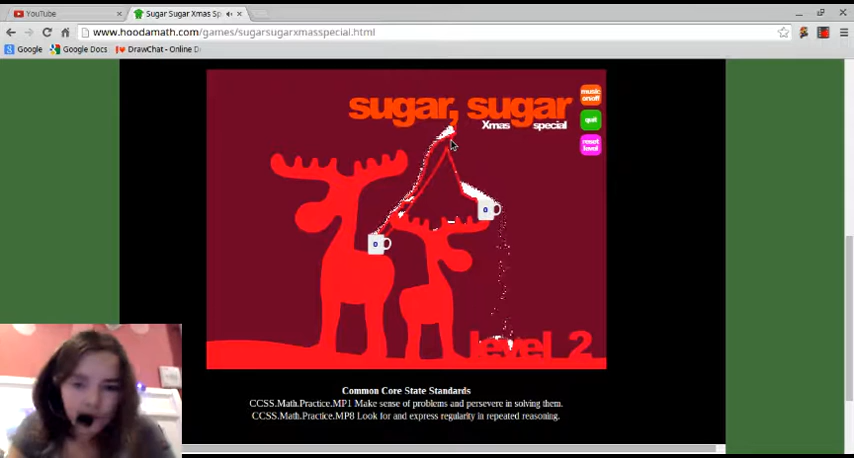 YouTube
Sugar Sugar Xmas Sp
www.hoodamath.com/games/sugarsugarxmasspecial.html
Google
Google Docs
DrawChat - Online D
sugar, sugar
Xmas special
music
on/off
quit
reset
level
0
0
level 2
Common Core State Standards
CCSS.Math.Practice.MP1 Make sense of problems and persevere in solving them.
CCSS.Math.Practice.MP8 Look for and express regularity in repeated reasoning.